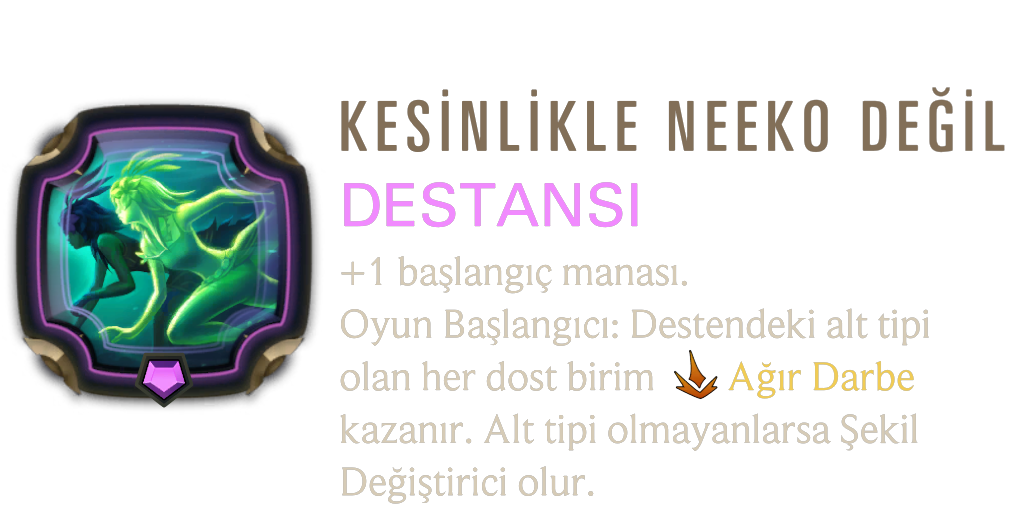 KESİNLİKLE NEEKO DEĞİL
DESTANSI
+1 başlangıç manası.
Oyun Başlangıcı: Destendeki alt tipi
olan her dost birim Ağır Darbe
kazanır. Alt tipi olmayanlarsa Şekil
Değiştirici olur.